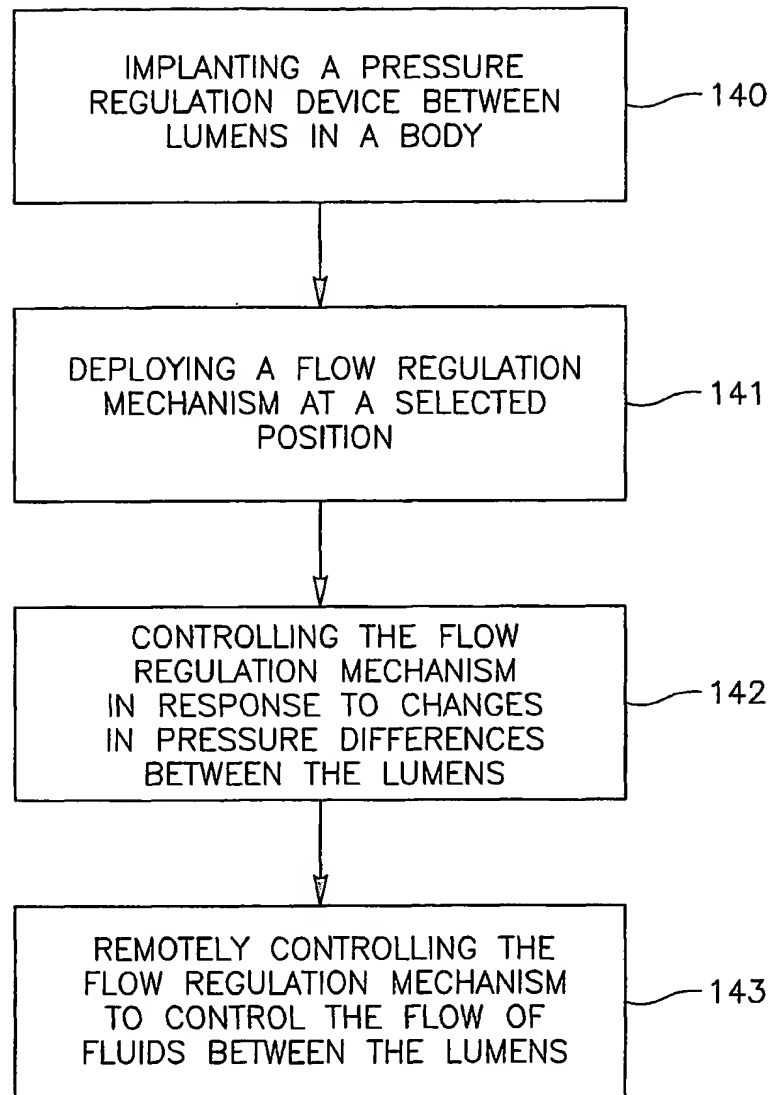 IMPLANTING A PRESSURE
REGULATION DEVICE BETWEEN
LUMENS IN A BODY
140
DEPLOYING A FLOW REGULATION
MECHANISM AT A SELECTED
POSITION
141
CONTROLLING THE FLOW
REGULATION MECHANISM
IN RESPONSE TO CHANGES
IN PRESSURE DIFFERENCES
BETWEEN THE LUMENS
142
REMOTELY CONTROLLING THE
FLOW REGULATION MECHANISM
TO CONTROL THE FLOW OF
FLUIDS BETWEEN THE LUMENS
143